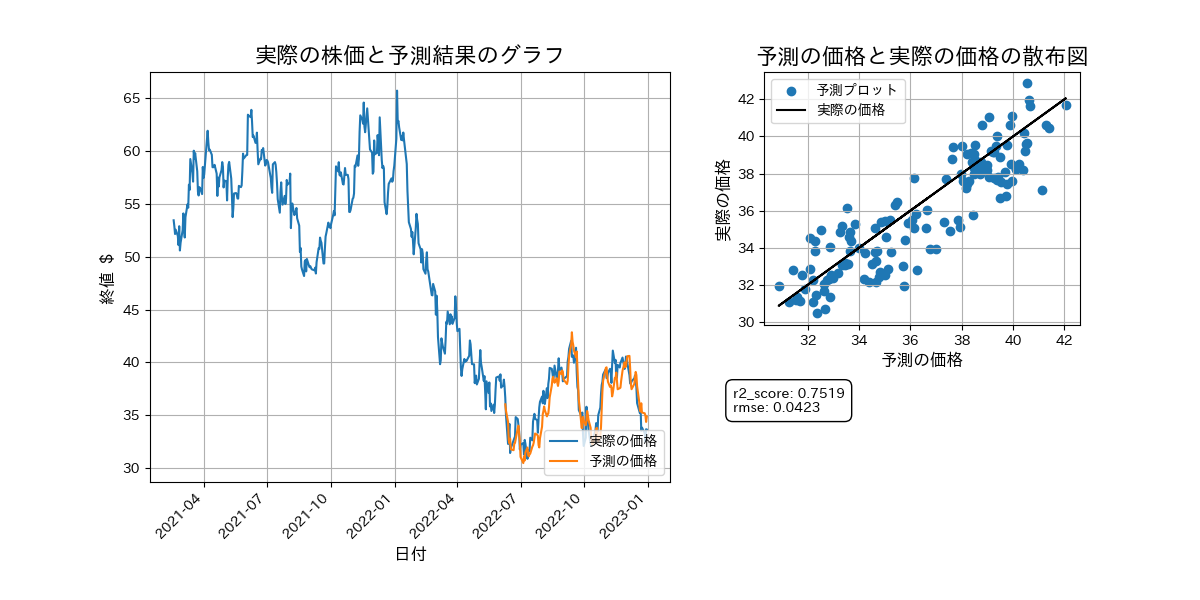 実際の株価と予測結果のグラフ
終値 $
65
60
55
50
45
40
35
30
2021-04
2021-07
2021-10
2022-01
2022-04
2022-07
2022-10
2023-01
日付
実際の価格
予測の価格
予測の価格と実際の価格の散布図
実際の価格
42
40
38
36
34
32
30
32
34
36
38
40
42
予測の価格
予測プロット
実際の価格
r2_score: 0.7519
rmse: 0.0423